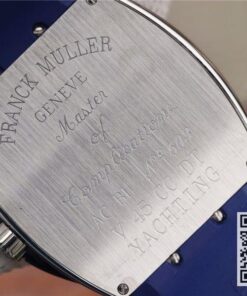 FRANCK MULLER
GENEVE
Master
of
Complications
V 45 CC DT
YACHTING